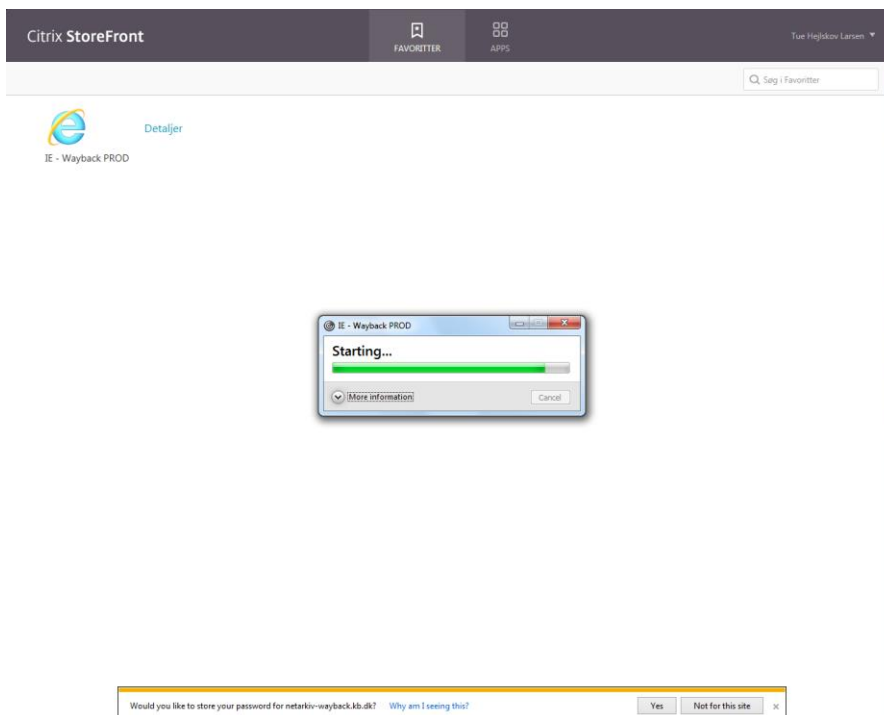 Citrix StoreFront
FAVORITTER
APPS
Tue Hejlskov Larsen
Søg i Favoritter
Detaljer
IE - Wayback PROD
IE - Wayback PROD
Starting...
More information
Cancel
Would you like to store your password for netarkiv-wayback.kb.dk? Why am I seeing this? Yes Not for this site